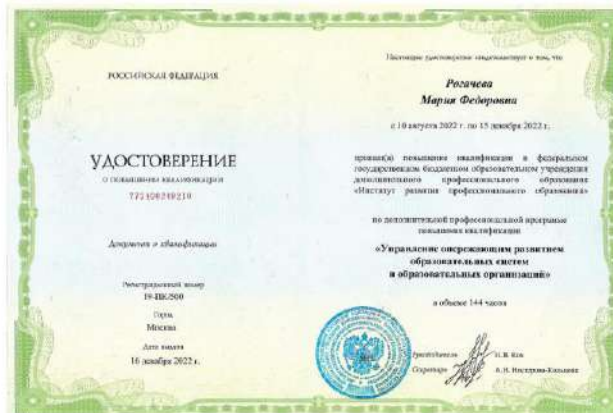 РОССИЙСКАЯ ФЕДЕРАЦИЯ
УДОСТОВЕРЕНИЕ
О ПОВЫШЕНИИ КВАЛИФИКАЦИИ
Документ о квалификации
Регистрационный номер
19-ПК/500
Город
Москва
Дата выдачи
16 декабря 2022 г.
Настоящее удостоверение свидетельствует о том, что
Рогачева
Мария Федоровна
с 10 августа 2022 г. по 15 декабря 2022 г.
прошел(а) повышение квалификации в федеральном
государственном бюджетном образовательном учреждении
дополнительного профессионального образования
«Институт развития профессионального образования»
по дополнительной профессиональной программе
повышения квалификации
«Управление опережающим развитием
образовательных систем
и образовательных организаций»
в объеме 144 часов
Руководитель
Секретарь